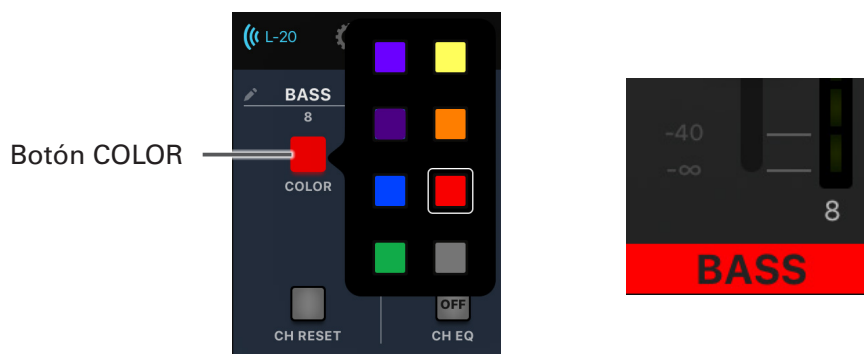 L-20
BASS
8
Botón COLOR
COLOR
OFF
CH RESET
CH EQ
-40
-∞
8
BASS